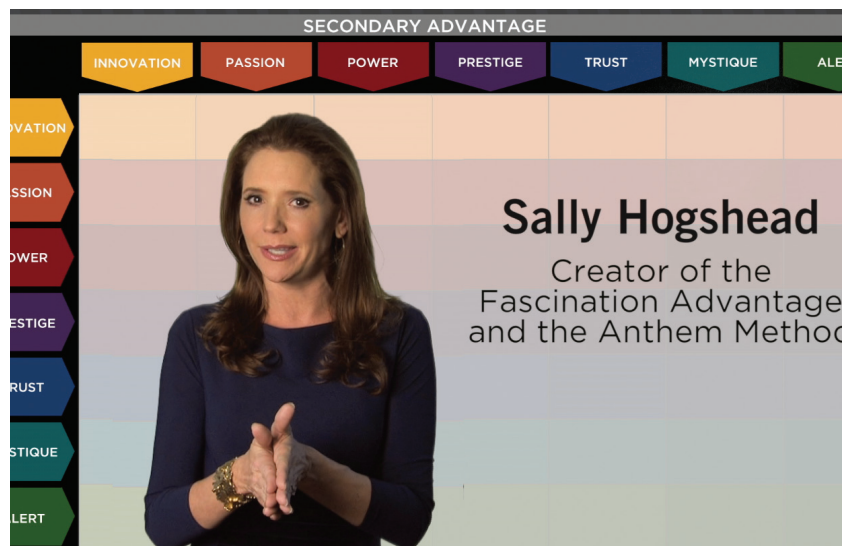 SECONDARY ADVANTAGE
INNOVATION PASSION POWER PRESTIGE TRUST MYSTIQUE ALE
OVATION
SSION
OWER
ESTIGE
RUST
STIQUE
LERT
Sally Hogshead
Creator of the
Fascination Advantage
and the Anthem Method